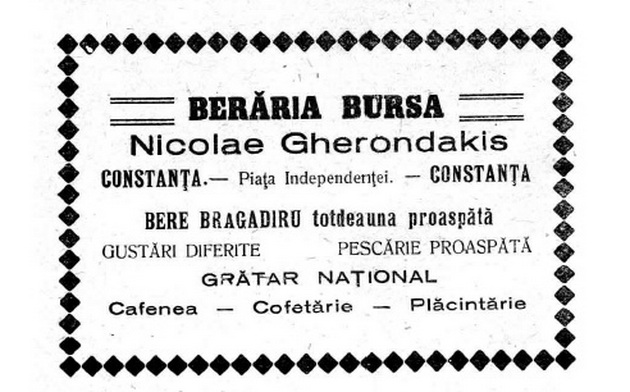 BERĂRIA BURSA
Nicolae Gherondakis
CONSTANȚA.— Piața Independenței. — CONSTANȚA
BERE BRAGADIRU totdeauna proaspătă
GUSTĂRI DIFERITE PESCĂRIE PROASPĂTĂ
GRĂTAR NAȚIONAL
Cafenea — Cofetărie — Plăcintărie